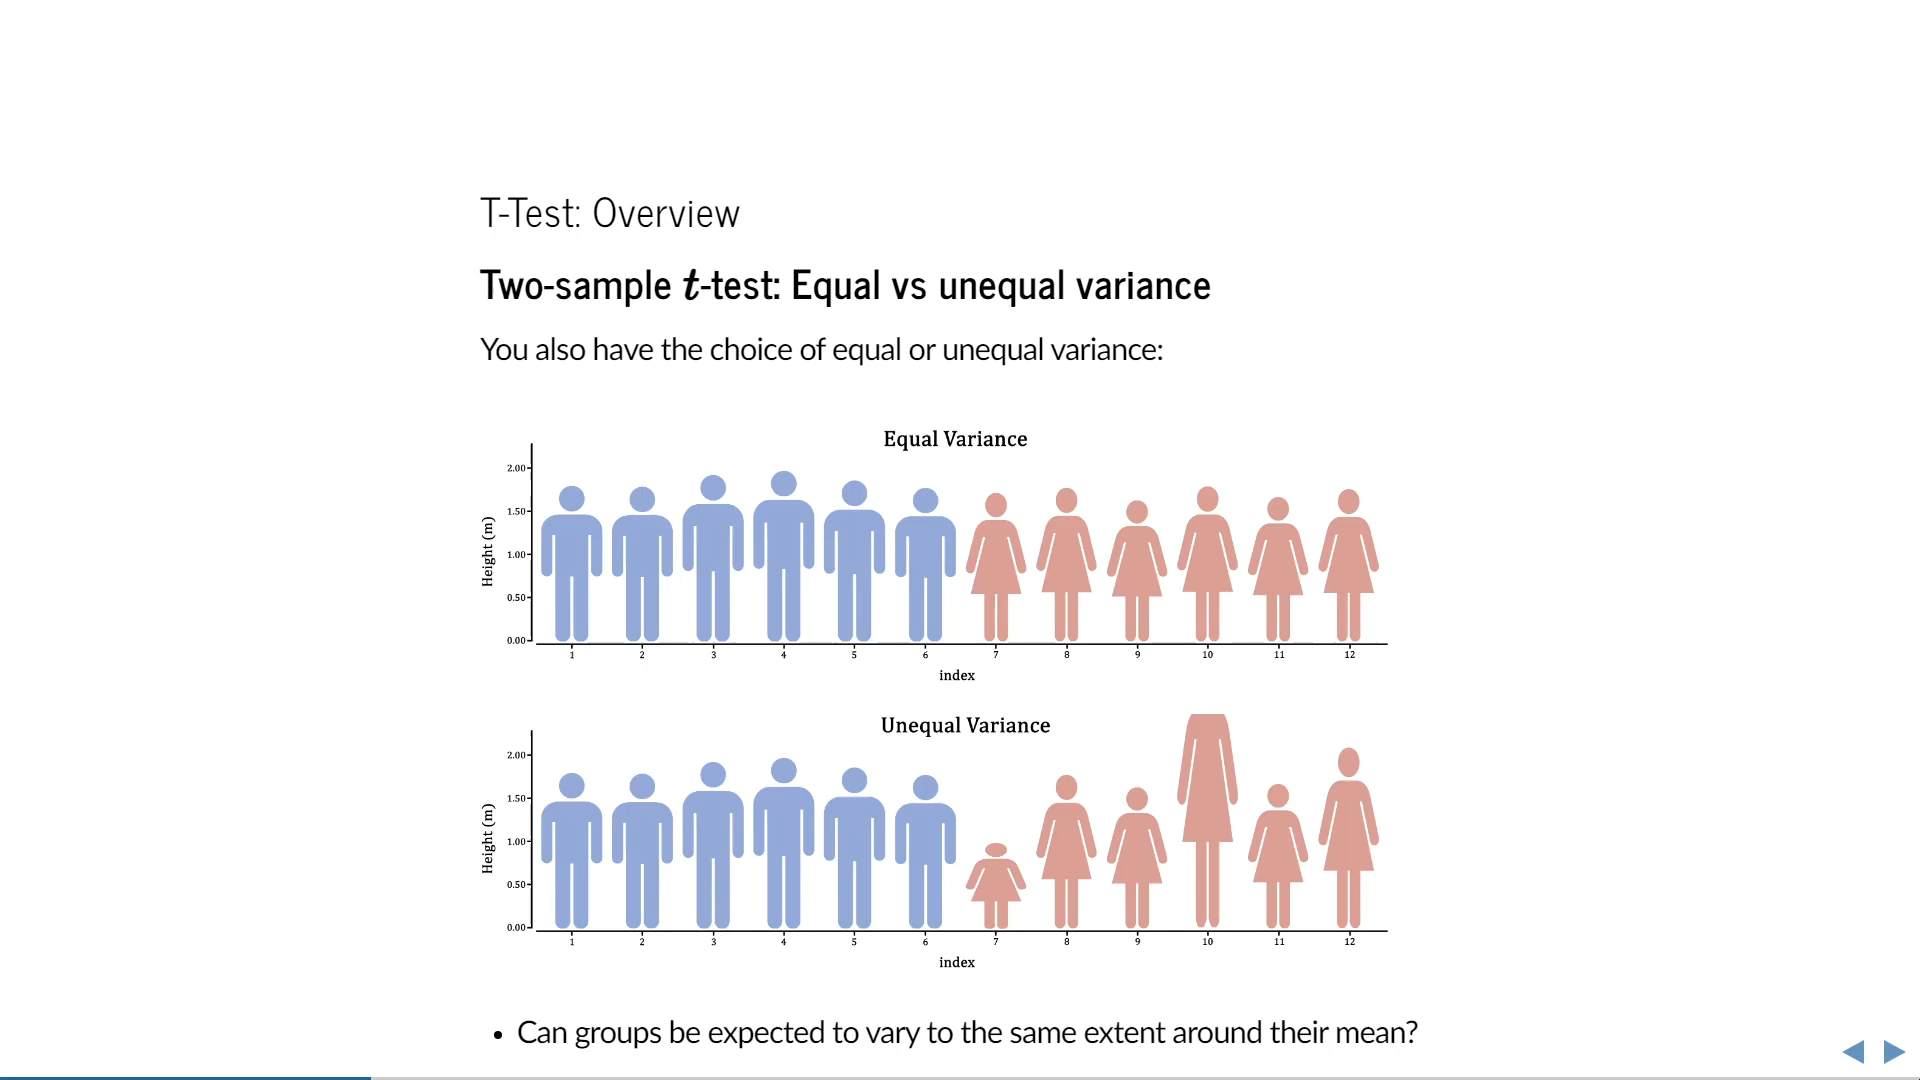 T-Test: Overview
Two-sample t-test: Equal vs unequal variance
You also have the choice of equal or unequal variance:
Equal Variance
2.00
1.50
1.00
0.50
0.00
Height (m)
1 2 3 4 5 6 7 8 9 10 11 12
index
Unequal Variance
2.00
1.50
1.00
0.50
0.00
Height (m)
1 2 3 4 5 6 7 8 9 10 11 12
index
• Can groups be expected to vary to the same extent around their mean?